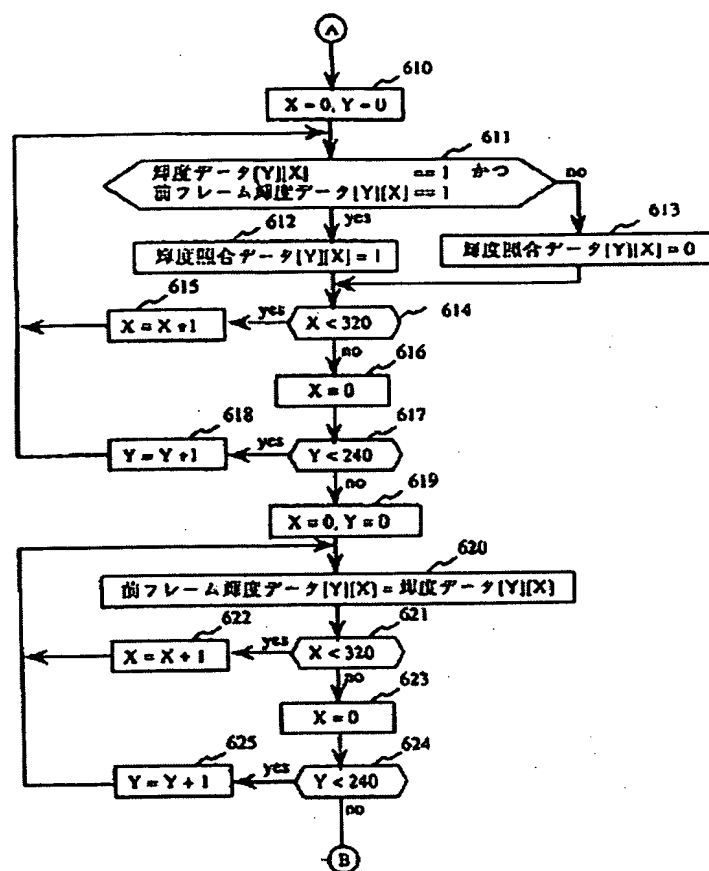 A
610
X = 0, Y = 0
611
輝度データ[Y][X] == 1 かつ
前フレーム輝度データ[Y][X] == 1
no
612
yes
613
輝度照合データ[Y][X] = 1
輝度照合データ[Y][X] = 0
615
X = X + 1
yes
X < 320
614
no
616
X = 0
618
617
Y = Y + 1
yes
Y < 240
no
619
X = 0, Y = 0
620
前フレーム輝度データ[Y][X] = 輝度データ[Y][X]
622
621
X = X + 1
yes
X < 320
no
623
X = 0
625
624
Y = Y + 1
yes
Y < 240
no
B